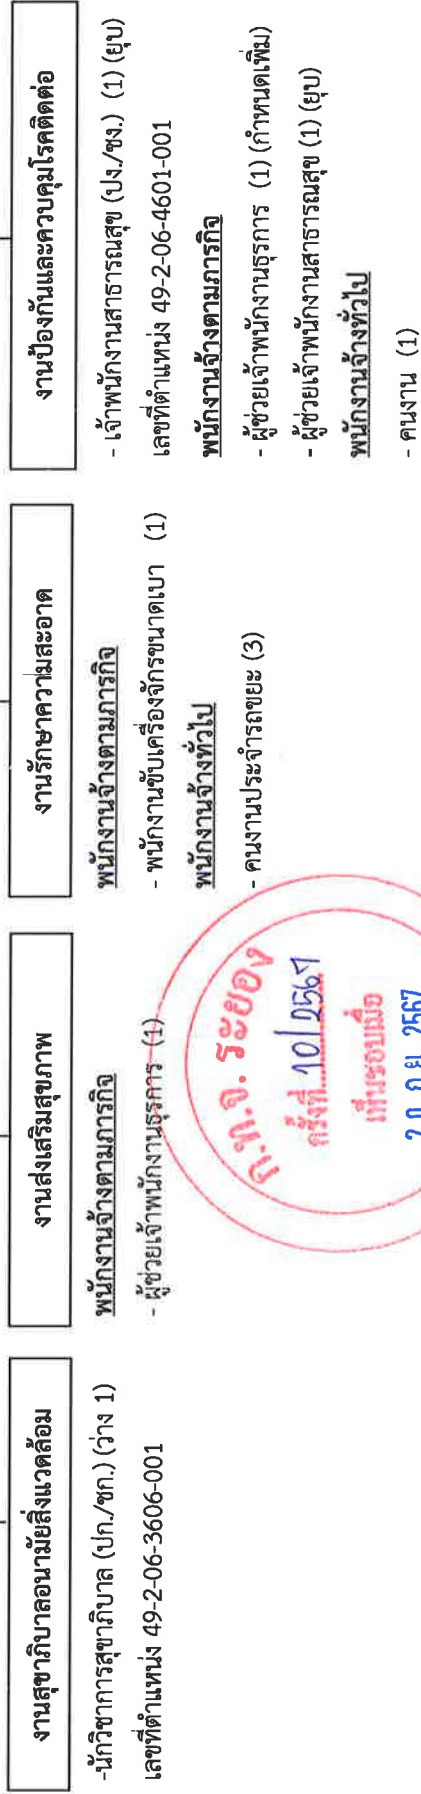 งานสุขาภิบาลอนามัยสิ่งแวดล้อม
-นักวิชาการสุขาภิบาล (ปก./ชก.) (ว่าง 1)
เลขที่ตำแหน่ง 49-2-06-3606-001
งานส่งเสริมสุขภาพ
พนักงานจ้างตามภารกิจ
- ผู้ช่วยเจ้าพนักงานธุรการ (1)
ก.ท.จ. ระยอง
ครั้งที่ 10/2567
เห็นชอบเมื่อ
20 ก.ย. 2567
งานรักษาความสะอาด
พนักงานจ้างตามภารกิจ
- พนักงานขับเครื่องจักรขนาดเบา (1)
พนักงานจ้างทั่วไป
- คนงานประจำรถขยะ (3)
งานป้องกันและควบคุมโรคติดต่อ
- เจ้าพนักงานสาธารณสุข (ปง./ชง.) (1) (ยุบ)
เลขที่ตำแหน่ง 49-2-06-4601-001
พนักงานจ้างตามภารกิจ
- ผู้ช่วยเจ้าพนักงานธุรการ (1) (กำหนดเพิ่ม)
- ผู้ช่วยเจ้าพนักงานสาธารณสุข (1) (ยุบ)
พนักงานจ้างทั่วไป
- คนงาน (1)